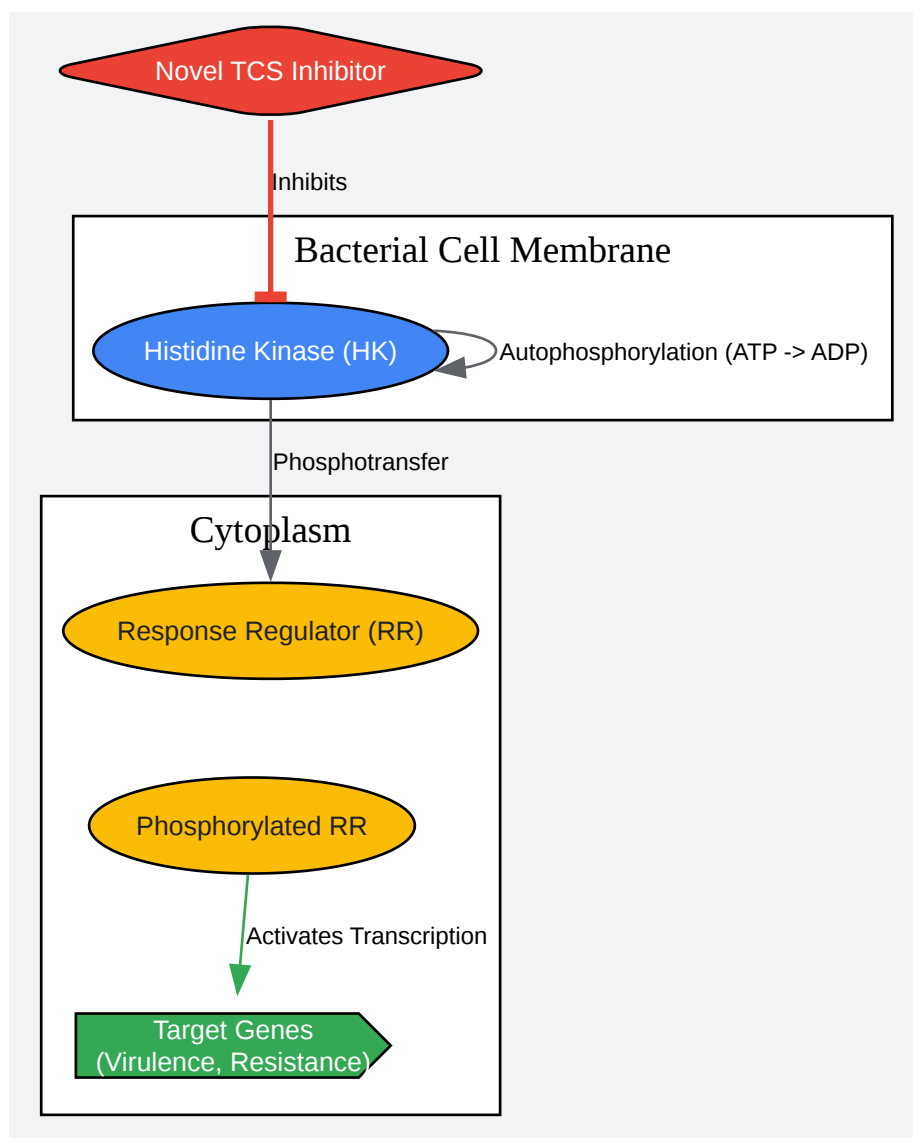 Novel TCS Inhibitor
Inhibits
Bacterial Cell Membrane
Histidine Kinase (HK)
Autophosphorylation (ATP -> ADP)
Phosphotransfer
Cytoplasm
Response Regulator (RR)
Phosphorylated RR
Activates Transcription
Target Genes
(Virulence, Resistance)